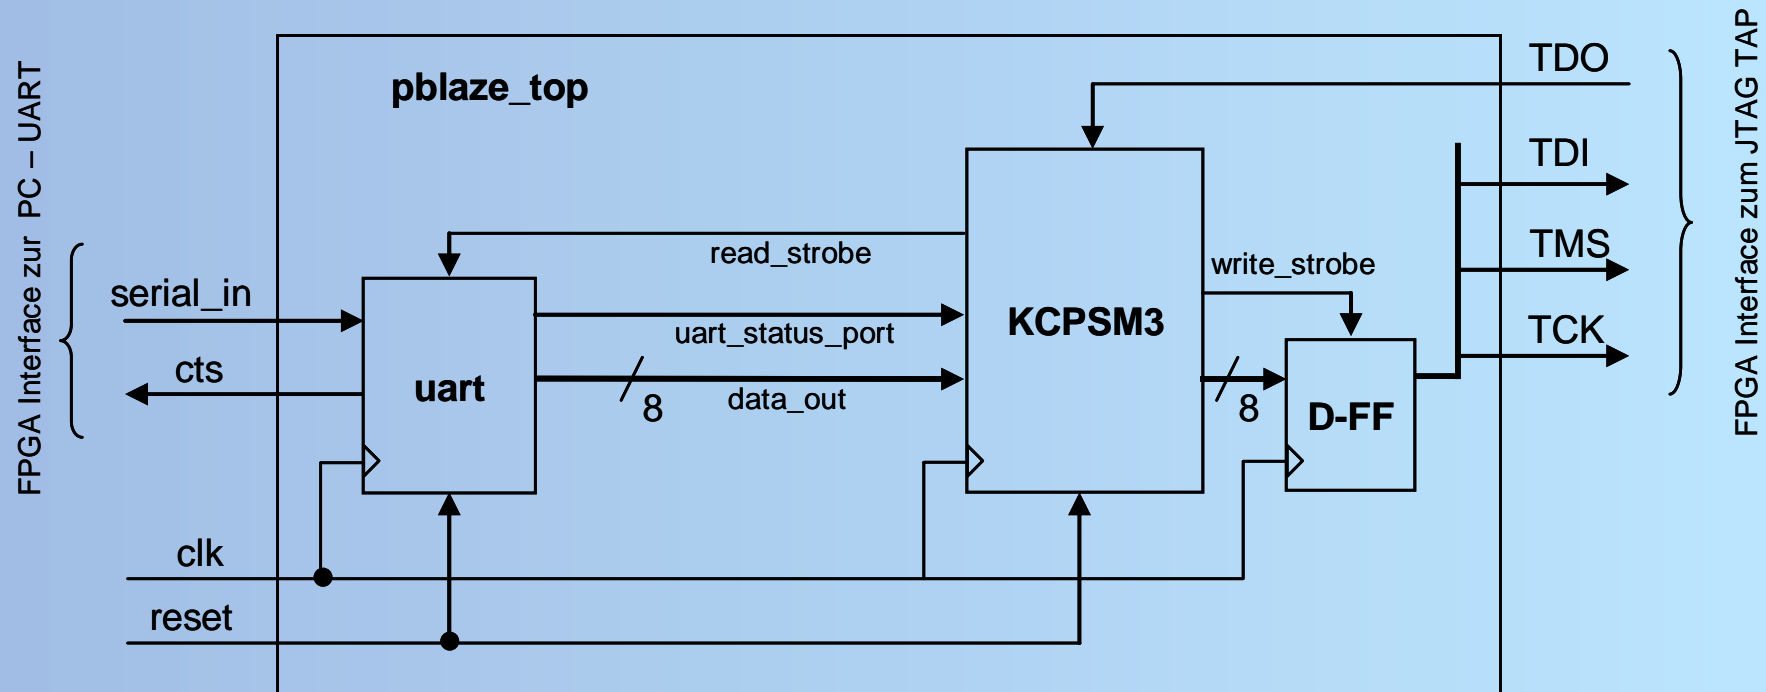 FPGA Interface zur PC – UART
pblaze_top
TDO
TDI
TMS
TCK
FPGA Interface zum JTAG TAP
read_strobe
write_strobe
serial_in
uart_status_port
KCPSM3
cts
uart
8
data_out
8
D-FF
clk
reset